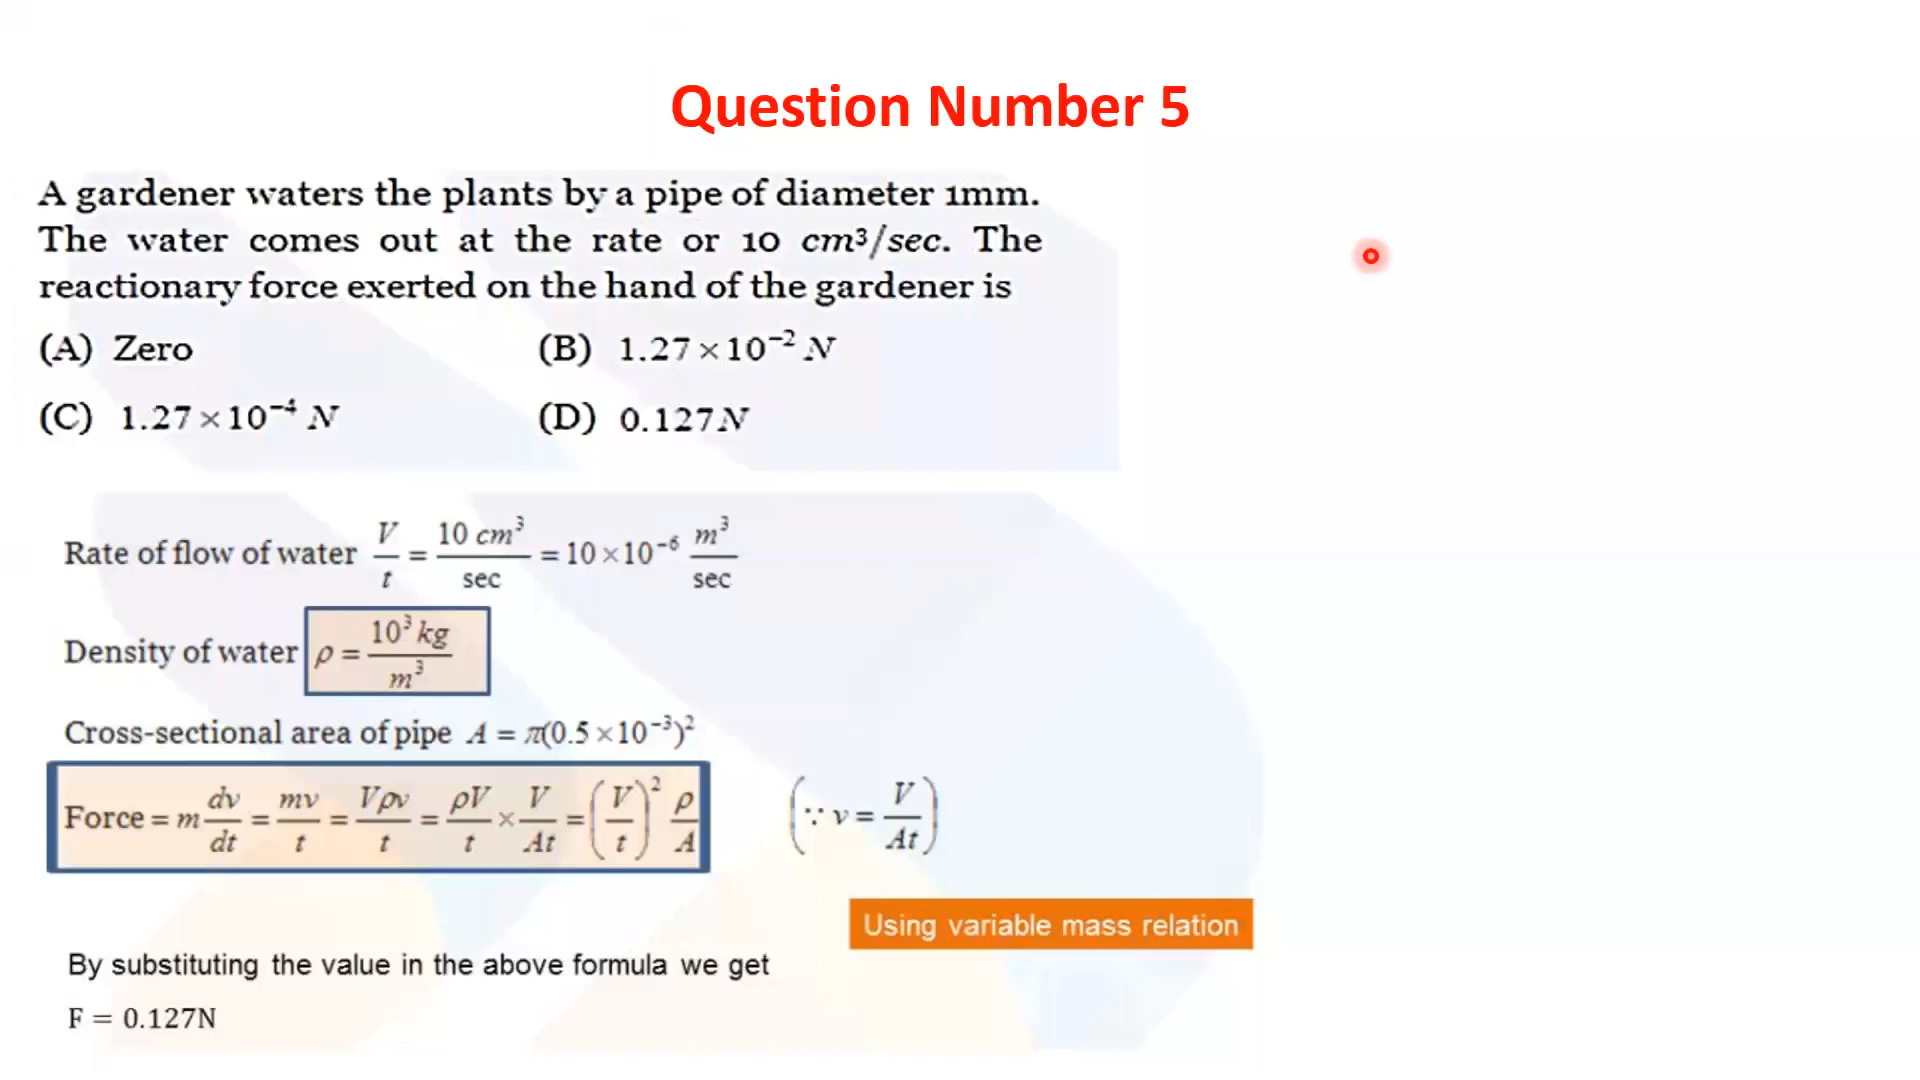 Question Number 5
A gardener waters the plants by a pipe of diameter 1mm.
The water comes out at the rate or 10 cm³/sec. The
reactionary force exerted on the hand of the gardener is
(A) Zero (B) 1.27 × 10⁻² N
(C) 1.27 × 10⁻⁴ N (D) 0.127 N
Rate of flow of water V/t = 10 cm³/sec = 10 × 10⁻⁶ m³/sec
Density of water ρ = 10³ kg/m³
Cross-sectional area of pipe A = π(0.5 × 10⁻³)²
Force = m dv/dt = mv/t = Vρv/t = ρV/t × V/At = (V/t)² ρ/A (∵ v = V/At)
Using variable mass relation
By substituting the value in the above formula we get
F = 0.127N